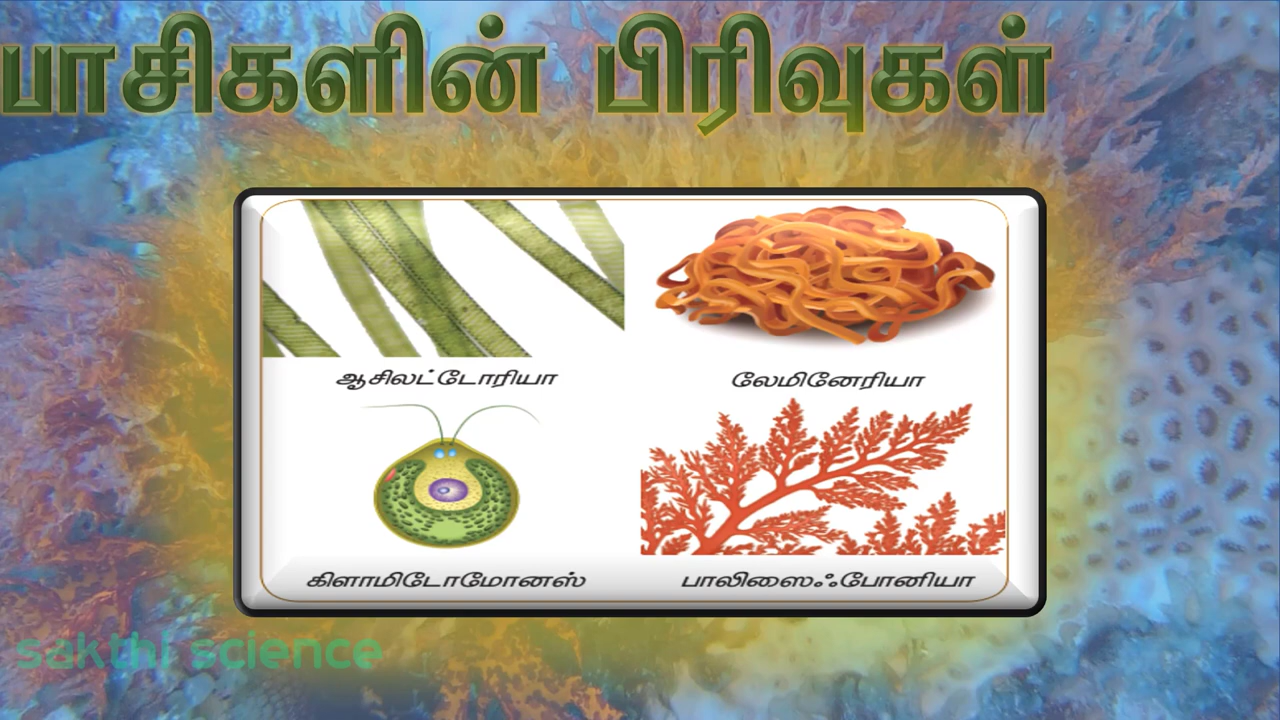 பாசிகளின் பிரிவுகள்
ஆசிலட்டோரியா
லேமினேரியா
கிளாமிடோமோனஸ்
பாலிஸைஃபோனியா
sakthi science